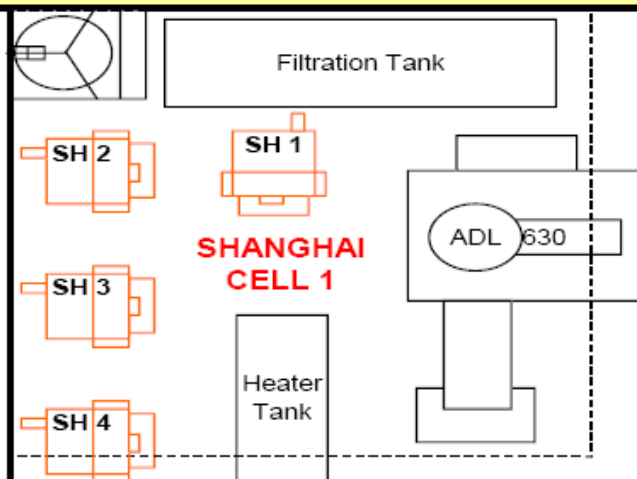 Filtration Tank
SH 1
SH 2
SHANGHAI
CELL 1
ADL 630
SH 3
Heater
Tank
SH 4